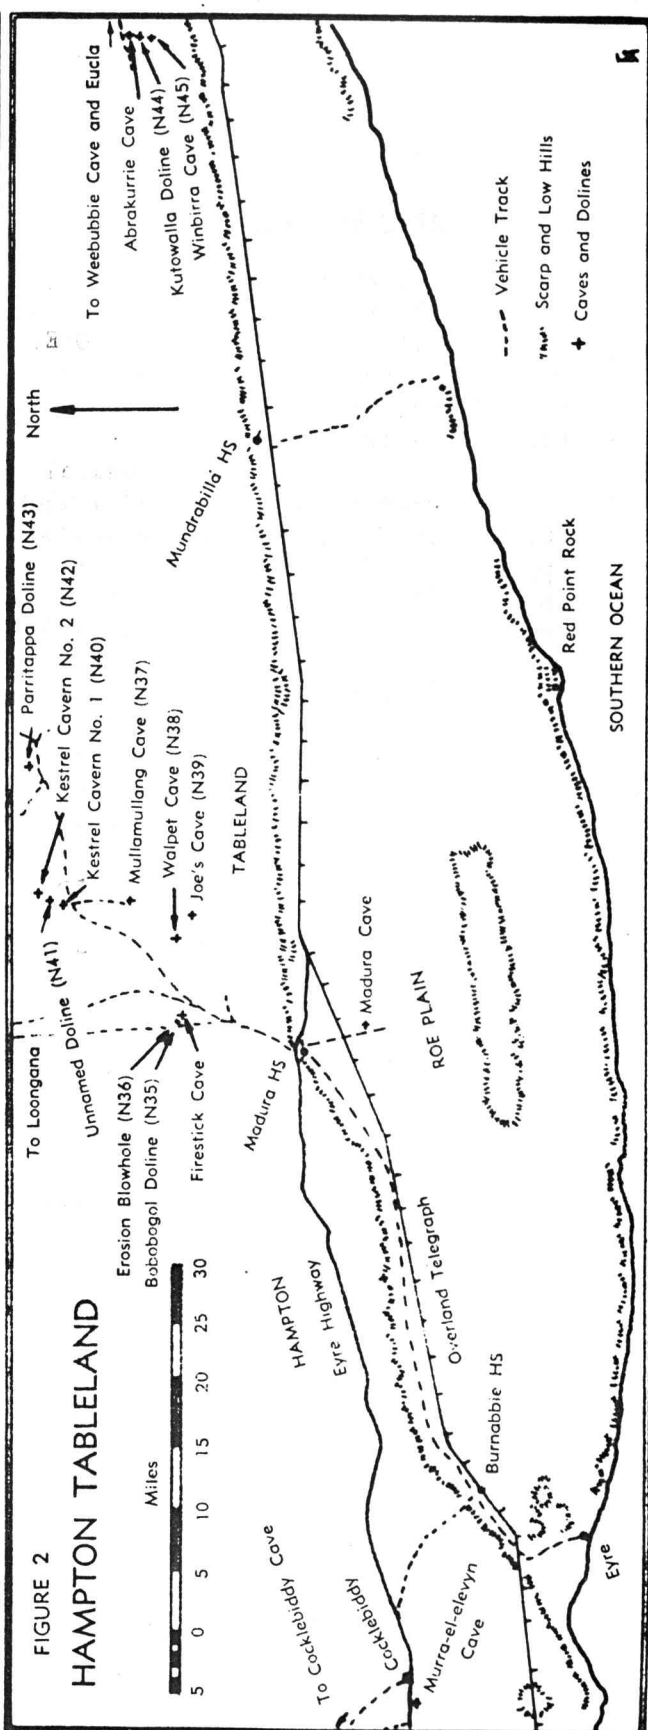 FIGURE 2
HAMPTON TABLELAND
Miles
5 0 5 10 15 20 25 30
To Loongana
Unnamed Doline (N41)
Erosion Blowhole (N36)
Bobobogol Doline (N35)
Firestick Cave
Parritappa Doline (N43)
Kestrel Cavern No. 2 (N42)
Kestrel Cavern No. 1 (N40)
Mullamullang Cave (N37)
Walpet Cave (N38)
Joe's Cave (N39)
TABLELAND
North
To Weebubbie Cave and Eucla
Abrakurrie Cave
Kutowalla Doline (N44)
Winbirra Cave (N45)
Mundrabilla HS
Madura HS
Madura Cave
HAMPTON
Eyre Highway
Overland Telegraph
ROE PLAIN
To Cocklebiddy Cave
Cocklebiddy
Murra-el-elevyn
Cave
Burnabbie HS
Eyre
Red Point Rock
SOUTHERN OCEAN
Vehicle Track
Scarp and Low Hills
Caves and Dolines